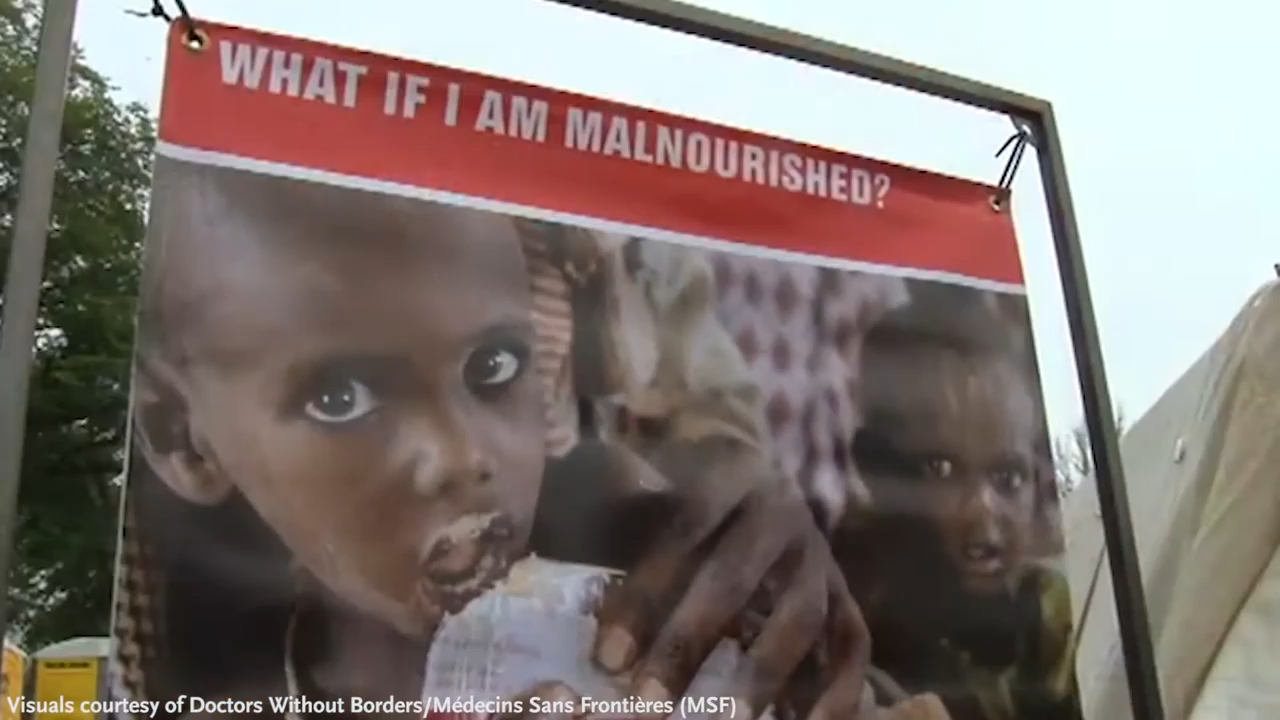 WHAT IF I AM MALNOURISHED?
Visuals courtesy of Doctors Without Borders/Médecins Sans Frontières (MSF)